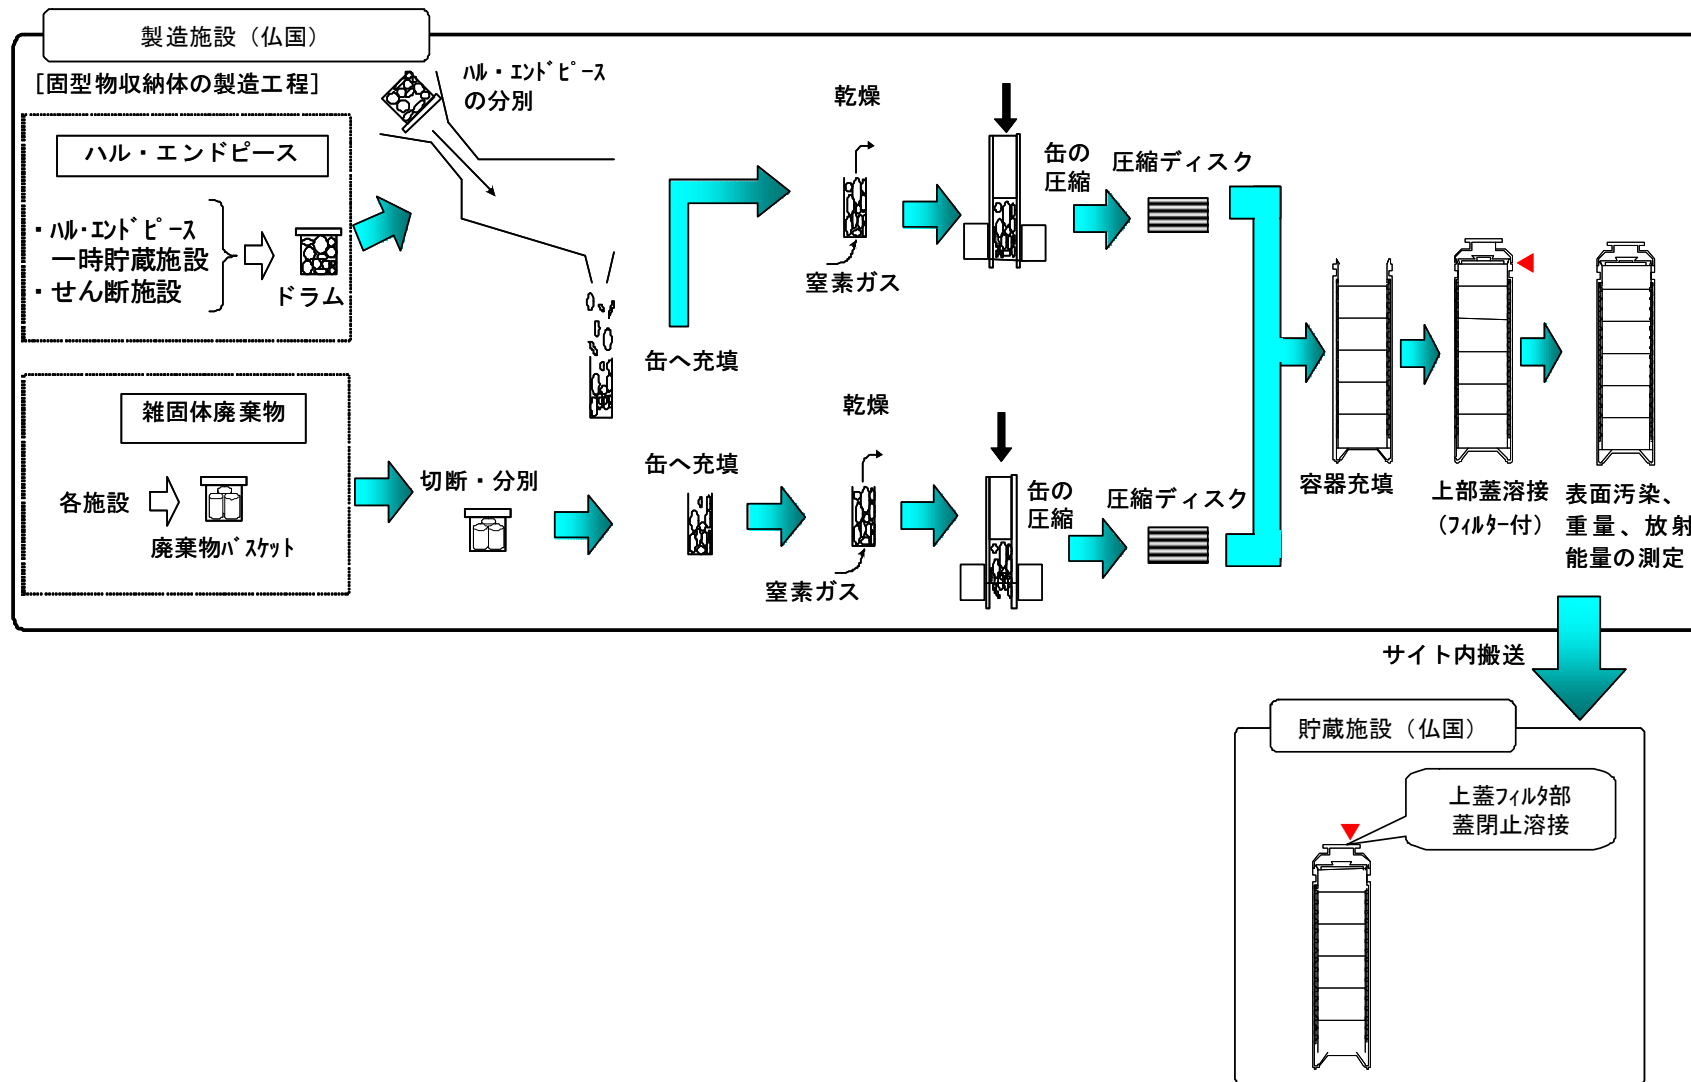 製造施設（仏国）
[固型物収納体の製造工程]
ハル・エンドピース
・ﾊﾙ・ｴﾝﾄﾞﾋﾟｰｽ
一時貯蔵施設
・せん断施設
ドラム
ﾊﾙ・ｴﾝﾄﾞﾋﾟｰｽ
の分別
缶へ充填
乾燥
窒素ガス
缶の
圧縮
圧縮ディスク
雑固体廃棄物
各施設
廃棄物ﾊﾞｽｹｯﾄ
切断・分別
缶へ充填
乾燥
窒素ガス
缶の
圧縮
圧縮ディスク
容器充填
上部蓋溶接
（ﾌｨﾙﾀｰ付）
表面汚染、
重量、放射
能量の測定
サイト内搬送
貯蔵施設（仏国）
上蓋ﾌｨﾙﾀ部
蓋閉止溶接